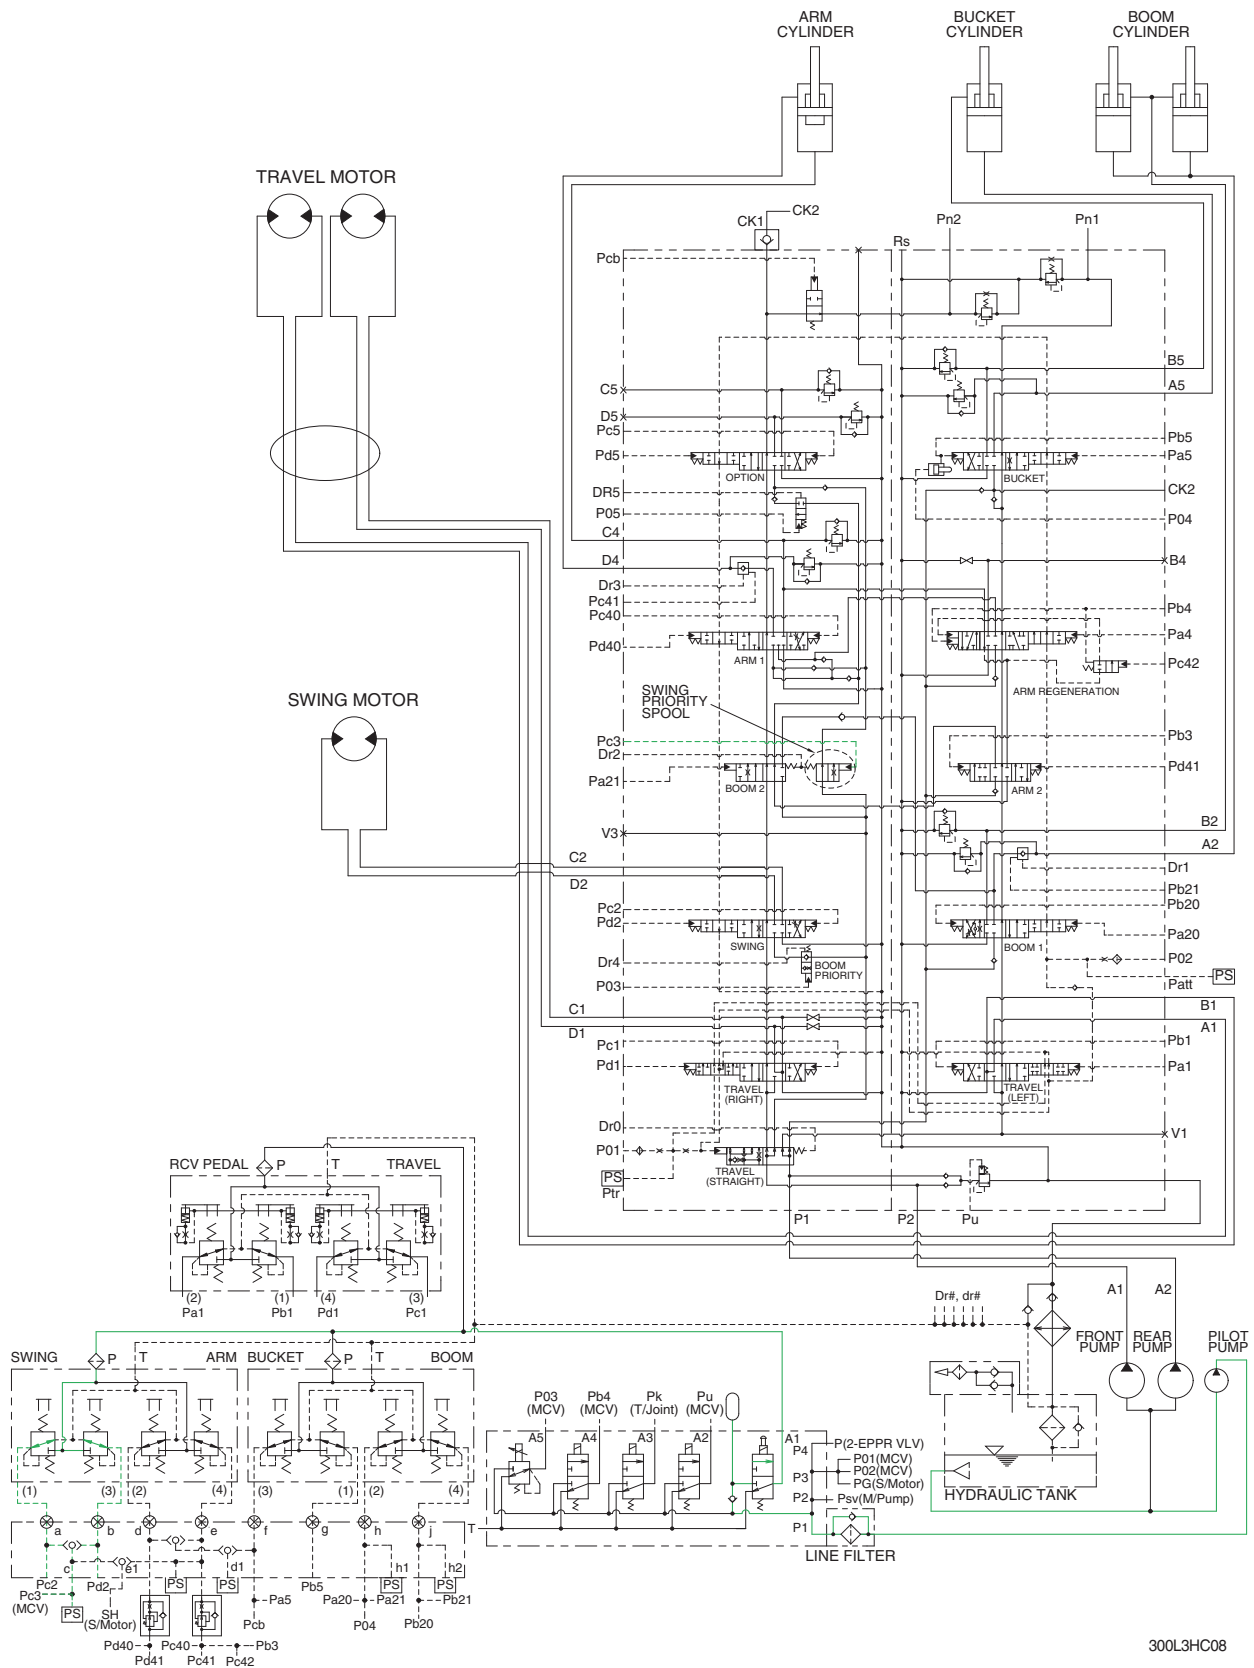 ARM
CYLINDER
BUCKET
CYLINDER
BOOM
CYLINDER
TRAVEL MOTOR
CK1
CK2
Pn2
Pn1
Rs
Pcb
B5
A5
C5
D5
Pc5
Pd5
OPTION
BUCKET
Pb5
Pa5
CK2
DR5
P05
P04
C4
D4
B4
Dr3
Pc41
Pc40
Pd40
ARM 1
Pb4
Pa4
Pc42
ARM REGENERATION
SWING
PRIORITY
SPOOL
SWING MOTOR
Pc3
Dr2
Pa21
BOOM 2
ARM 2
Pb3
Pd41
V3
B2
A2
C2
D2
Dr1
Pb21
Pb20
Pc2
Pd2
SWING
BOOM 1
Pa20
Dr4
BOOM
PRIORITY
P03
P02
PS
Patt
C1
D1
B1
A1
Pc1
Pd1
TRAVEL
(RIGHT)
TRAVEL
(LEFT)
Pb1
Pa1
Dr0
P01
V1
TRAVEL
(STRAIGHT)
PS
Ptr
P1
P2
Pu
RCV PEDAL
P
T
TRAVEL
(2)
(1)
(4)
(3)
Pa1
Pb1
Pd1
Pc1
Dr#, dr#
A1
A2
FRONT
PUMP
REAR
PUMP
PILOT
PUMP
SWING
P
T
ARM
BUCKET
P
T
BOOM
(1)
(3)
(2)
(4)
(3)
(1)
(2)
(4)
P03
(MCV)
Pb4
(MCV)
Pk
(T/Joint)
Pu
(MCV)
A5
A4
A3
A2
A1
P4
P3
P2
P1
T
P(2-EPPR VLV)
P01(MCV)
P02(MCV)
PG(S/Motor)
Psv(M/Pump)
LINE FILTER
HYDRAULIC TANK
a
b
d
e
f
g
h
j
c
e1
d1
h1
h2
Pc2
Pd2
PS
PS
Pb5
PS
PS
Pc3
(MCV)
PS
SH
(S/Motor)
Pa5
Pcb
Pa20
Pa21
P04
Pb21
Pb20
Pd40
Pd41
Pc40
Pc41
Pb3
Pc42
300L3HC08